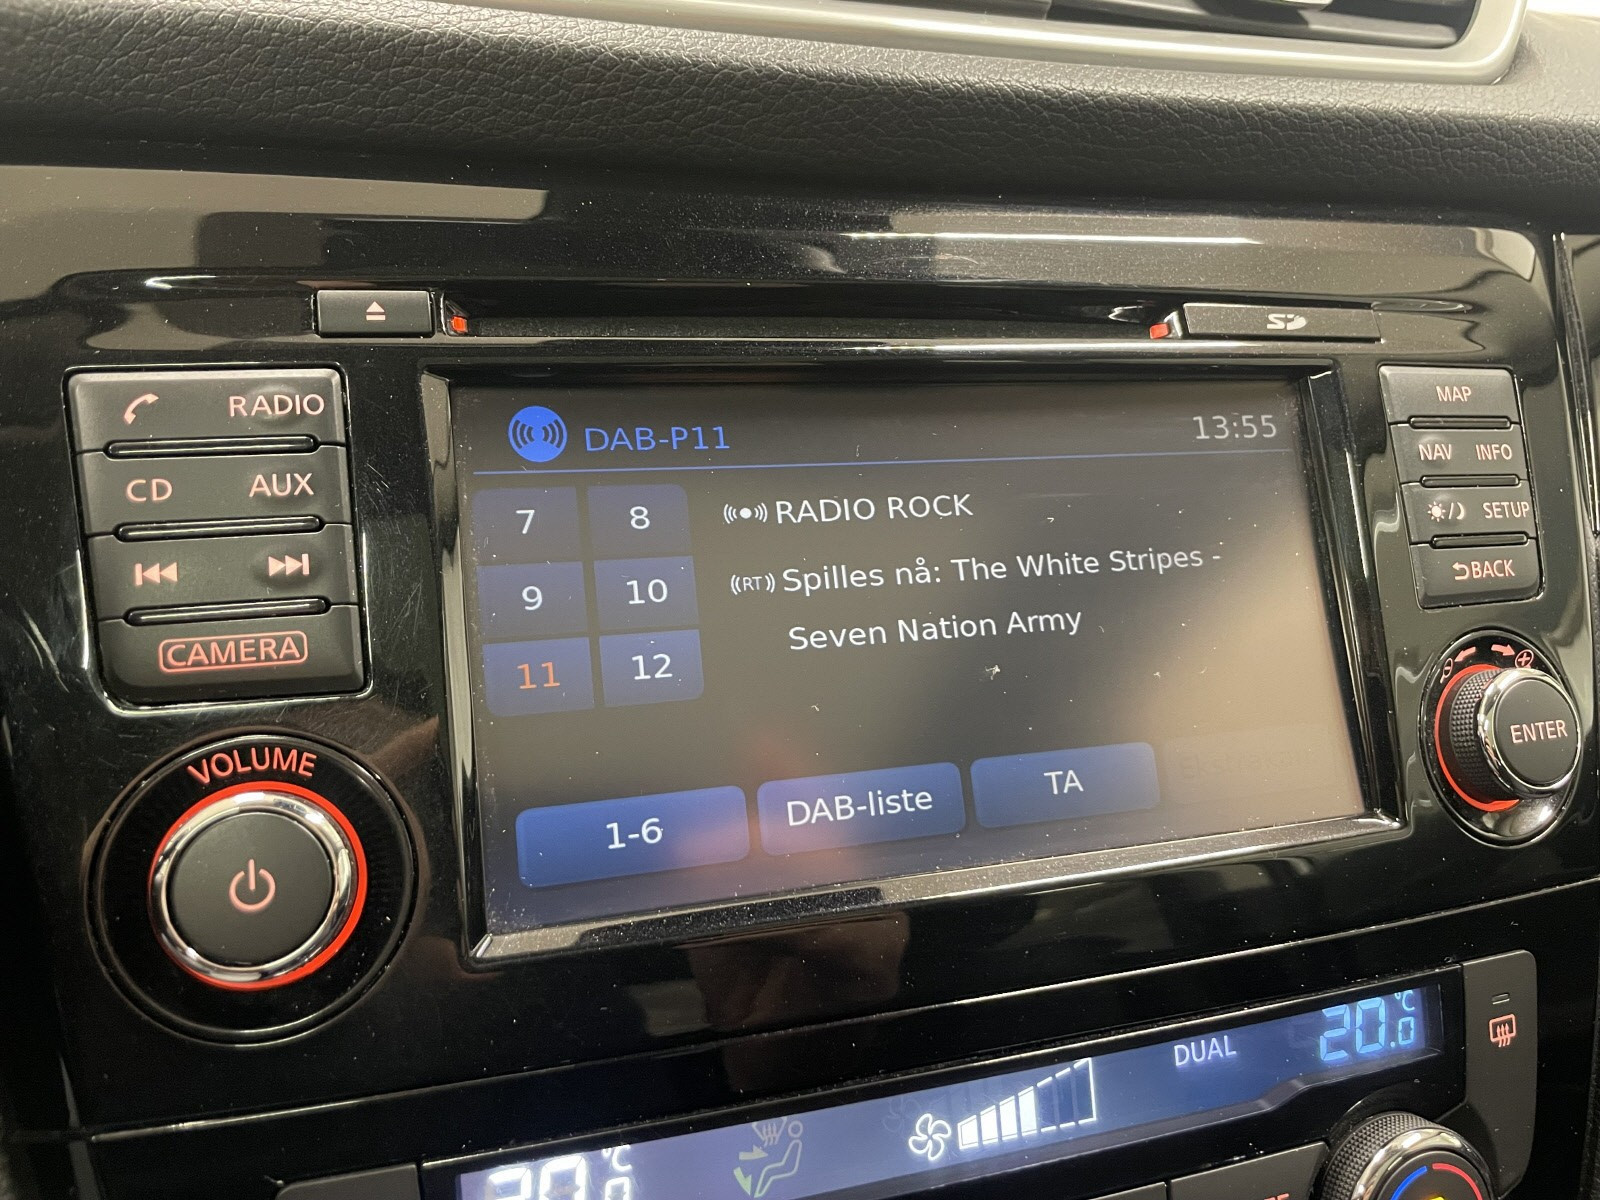 SD
RADIO
CD AUX
CAMERA
VOLUME
DAB-P11 13:55
7 8
9 10
11 12
RADIO ROCK
RT Spilles nå: The White Stripes -
Seven Nation Army
1-6 DAB-liste TA
MAP
NAV INFO
SETUP
BACK
ENTER
DUAL 20.0 °C
20.0 °C